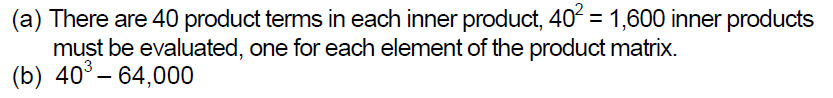 (a) There are 40 product terms in each inner product, 40² = 1,600 inner products
must be evaluated, one for each element of the product matrix.
(b) 40³ – 64,000